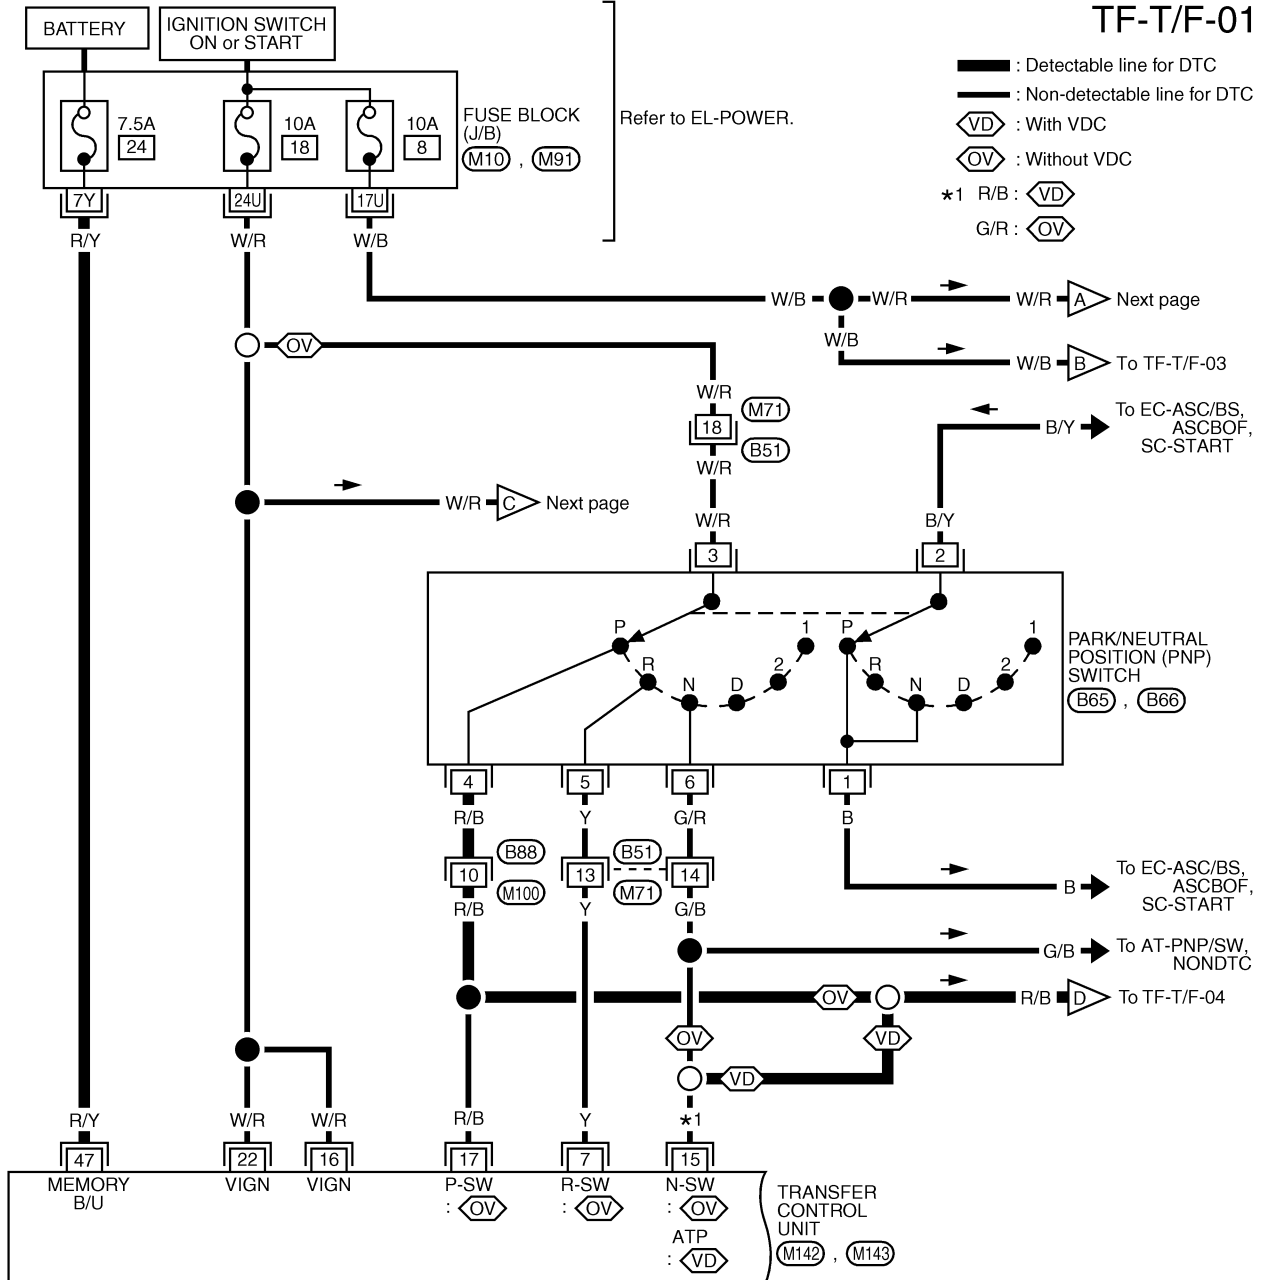 TF-T/F-01
BATTERY
IGNITION SWITCH
ON or START
: Detectable line for DTC
: Non-detectable line for DTC
VD : With VDC
OV : Without VDC
*1 R/B : VD
G/R : OV
7.5A
24
10A
18
10A
8
FUSE BLOCK
(J/B)
M10 , M91
Refer to EL-POWER.
7Y
24U
17U
R/Y
W/R
W/B
W/B
W/R
W/R
A
Next page
W/B
W/B
B
To TF-T/F-03
OV
W/R
M71
18
B51
W/R
W/R
B/Y
To EC-ASC/BS,
ASCBOF,
SC-START
W/R
C
Next page
B/Y
3
2
P
R
N
D
2
1
P
R
N
D
2
1
PARK/NEUTRAL
POSITION (PNP)
SWITCH
B65 , B66
4
5
6
1
R/B
Y
G/R
B
B88
B51
10
13
14
M100
M71
R/B
Y
G/B
B
To EC-ASC/BS,
ASCBOF,
SC-START
G/B
To AT-PNP/SW,
NONDTC
OV
R/B
D
To TF-T/F-04
OV
VD
VD
R/Y
W/R
W/R
R/B
Y
*1
47
22
16
17
7
15
MEMORY
B/U
VIGN
VIGN
P-SW
: OV
R-SW
: OV
N-SW
: OV
ATP
: VD
TRANSFER
CONTROL
UNIT
M142 , M143